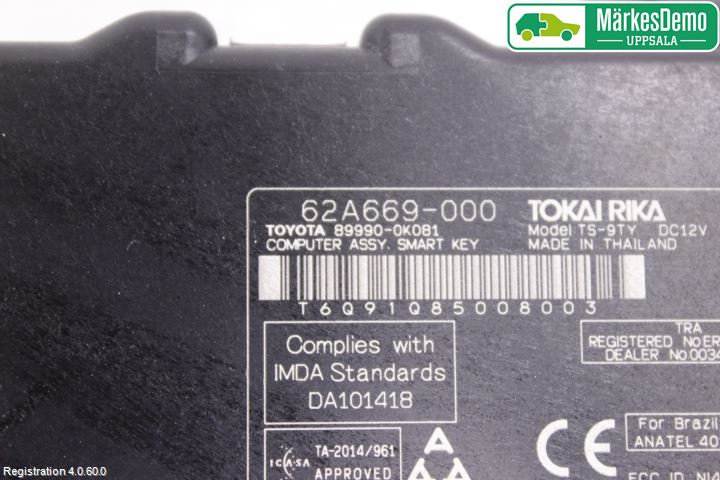 MärkesDemo
UPPSALA
62A669-000 TOKAI RIKA
TOYOTA 89990-0K081 Model TS-9TY DC12V
COMPUTER ASSY. SMART KEY MADE IN THAILAND
T6Q91Q85008003
TRA
REGISTERED No
DEALER No
Complies with
IMDA Standards
DA101418
For Brazil
ANATEL
CE
ICASA TA-2014/961
APPROVED
FCC ID:
Registration 4.0.60.0